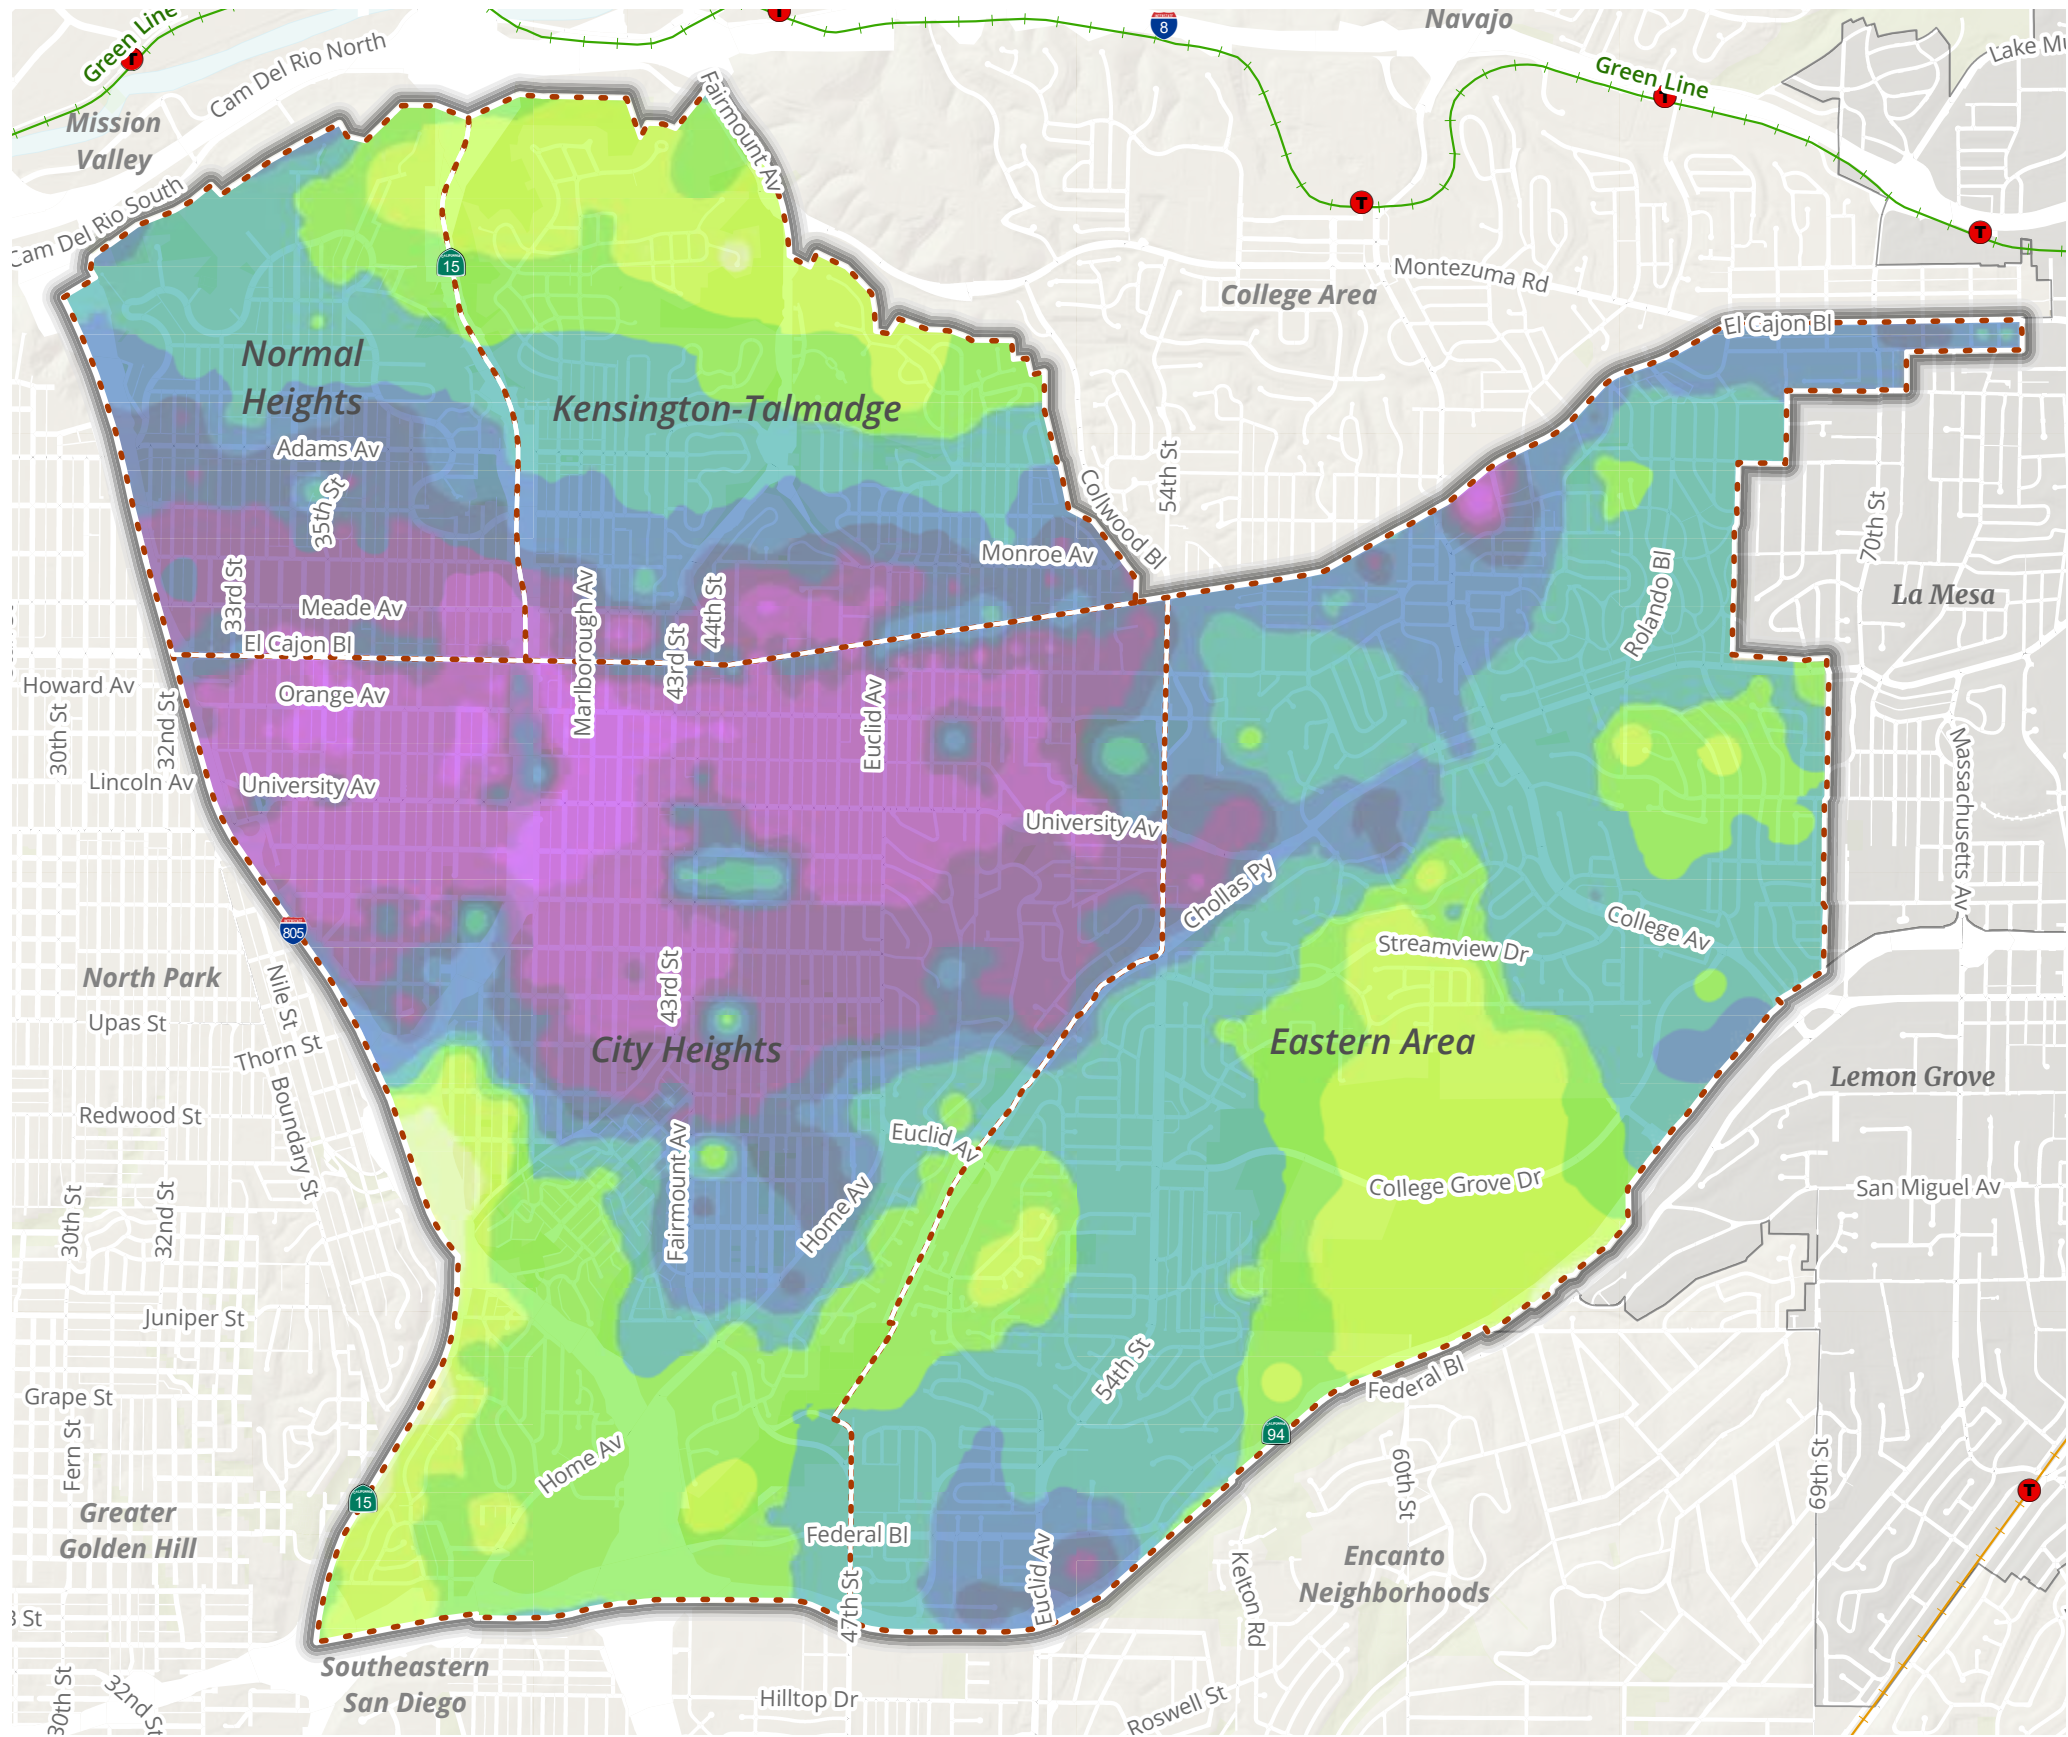 Green Line
Cam Del Rio North
8
Navajo
Green Line
Mission
Valley
Fairmount Av
Cam Del Rio South
15
Montezuma Rd
College Area
El Cajon Bl
Normal
Heights
Kensington-Talmadge
Adams Av
35th St
54th St
Collwood Bl
70th St
Monroe Av
33rd St
Meade Av
Marlborough Av
44th St
43rd St
Rolando Bl
La Mesa
El Cajon Bl
Howard Av
30th St
32nd St
Orange Av
Euclid Av
Lincoln Av
University Av
University Av
Massachusetts Av
Chollas Py
805
North Park
Nile St
43rd St
College Av
Streamview Dr
Upas St
Thorn St
City Heights
Eastern Area
Lemon Grove
Boundary St
Redwood St
Fairmount Av
Euclid Av
Home Av
30th St
32nd St
College Grove Dr
San Miguel Av
Juniper St
54th St
Federal Bl
Grape St
Fern St
94
Home Av
60th St
69th St
15
Greater
Golden Hill
Federal Bl
47th St
Euclid Av
Kelton Rd
Encanto
Neighborhoods
St
Southeastern
San Diego
30th St
32nd St
Hilltop Dr
Roswell St